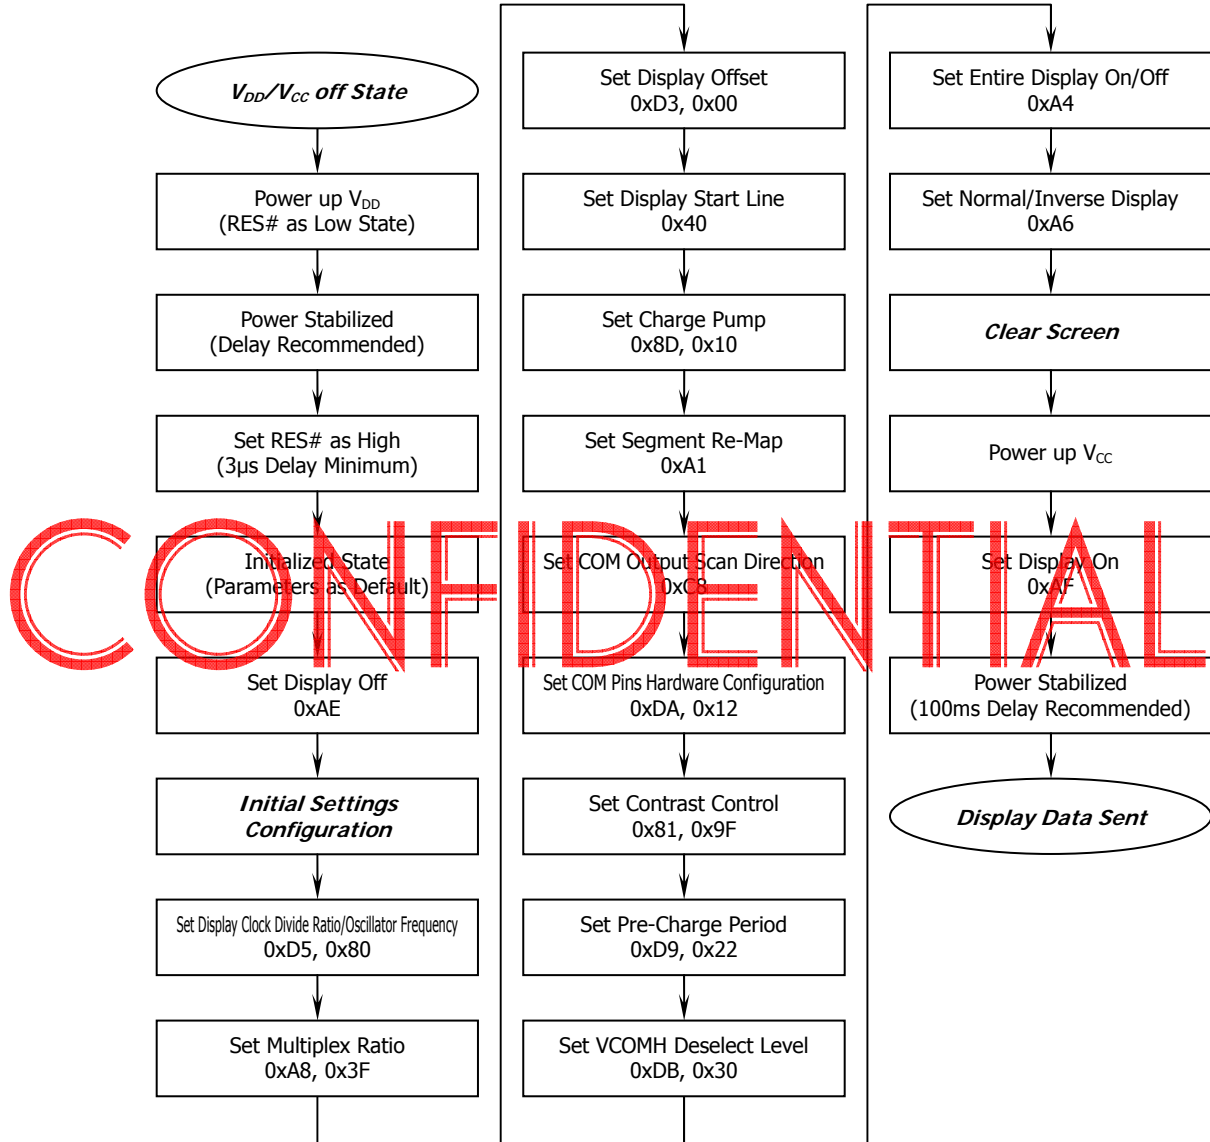 V_DD/V_CC off State
Power up V_DD
(RES# as Low State)
Power Stabilized
(Delay Recommended)
Set RES# as High
(3µs Delay Minimum)
Initialized State
(Parameters as Default)
Set Display Off
0xAE
Initial Settings
Configuration
Set Display Clock Divide Ratio/Oscillator Frequency
0xD5, 0x80
Set Multiplex Ratio
0xA8, 0x3F
Set Display Offset
0xD3, 0x00
Set Display Start Line
0x40
Set Charge Pump
0x8D, 0x10
Set Segment Re-Map
0xA1
Set COM Output Scan Direction
0xC8
Set COM Pins Hardware Configuration
0xDA, 0x12
Set Contrast Control
0x81, 0x9F
Set Pre-Charge Period
0xD9, 0x22
Set VCOMH Deselect Level
0xDB, 0x30
Set Entire Display On/Off
0xA4
Set Normal/Inverse Display
0xA6
Clear Screen
Power up V_CC
Set Display On
0xAF
Power Stabilized
(100ms Delay Recommended)
Display Data Sent
CONFIDENTIAL